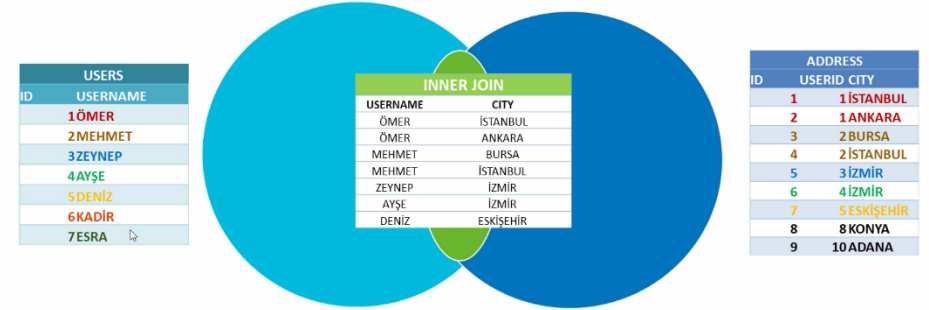 USERS
ID USERNAME
1 ÖMER
2 MEHMET
3 ZEYNEP
4 AYŞE
5 DENİZ
6 KADİR
7 ESRA
INNER JOIN
USERNAME CITY
ÖMER İSTANBUL
ÖMER ANKARA
MEHMET BURSA
MEHMET İSTANBUL
ZEYNEP İZMİR
AYŞE İZMİR
DENİZ ESKİŞEHİR
ADDRESS
ID USERID CITY
1 1 İSTANBUL
2 1 ANKARA
3 2 BURSA
4 2 İSTANBUL
5 3 İZMİR
6 4 İZMİR
7 5 ESKİŞEHİR
8 8 KONYA
9 10 ADANA